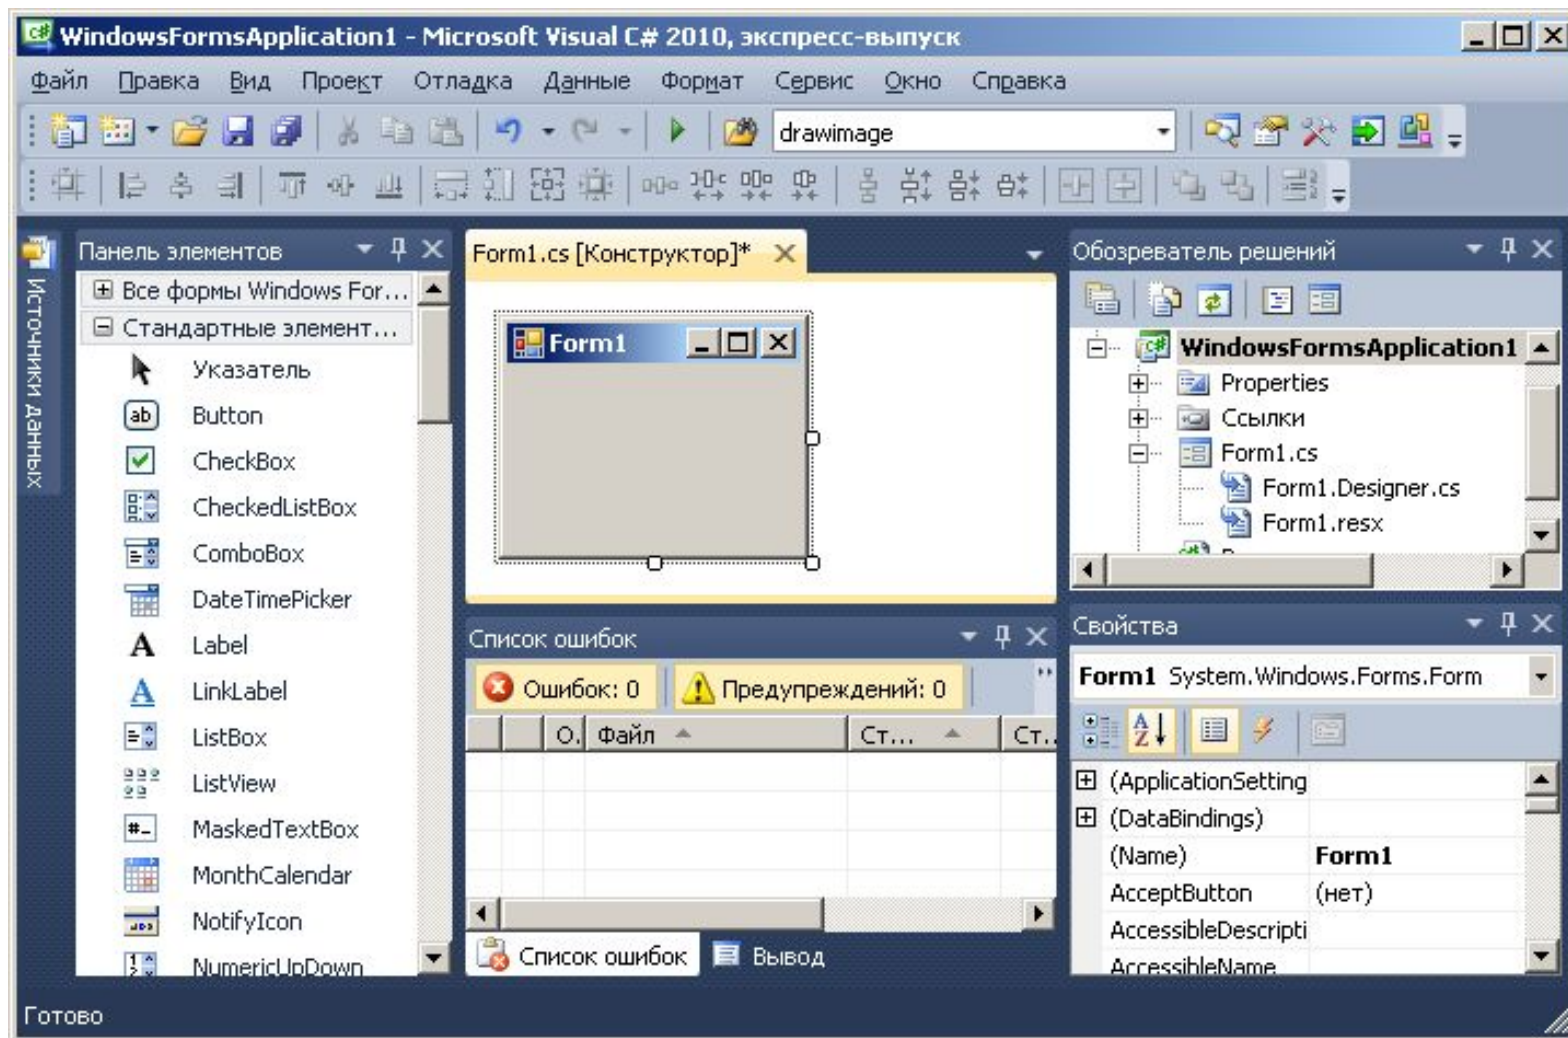 WindowsFormsApplication1 - Microsoft Visual C# 2010, экспресс-выпуск
Файл Правка Вид Проект Отладка Данные Формат Сервис Окно Справка
drawimage
Источники данных
Панель элементов
Все формы Windows For...
Стандартные элемент...
Указатель
Button
CheckBox
CheckedListBox
ComboBox
DateTimePicker
Label
LinkLabel
ListBox
ListView
MaskedTextBox
MonthCalendar
NotifyIcon
NumericUpDown
Form1.cs [Конструктор]*
Form1
Список ошибок
Ошибок: 0 Предупреждений: 0
О. Файл Ст... Ст..
Список ошибок Вывод
Обозреватель решений
WindowsFormsApplication1
Properties
Ссылки
Form1.cs
Form1.Designer.cs
Form1.resx
Свойства
Form1 System.Windows.Forms.Form
(ApplicationSetting
(DataBindings)
(Name) Form1
AcceptButton (нет)
AccessibleDescripti
AccessibleName
Готово